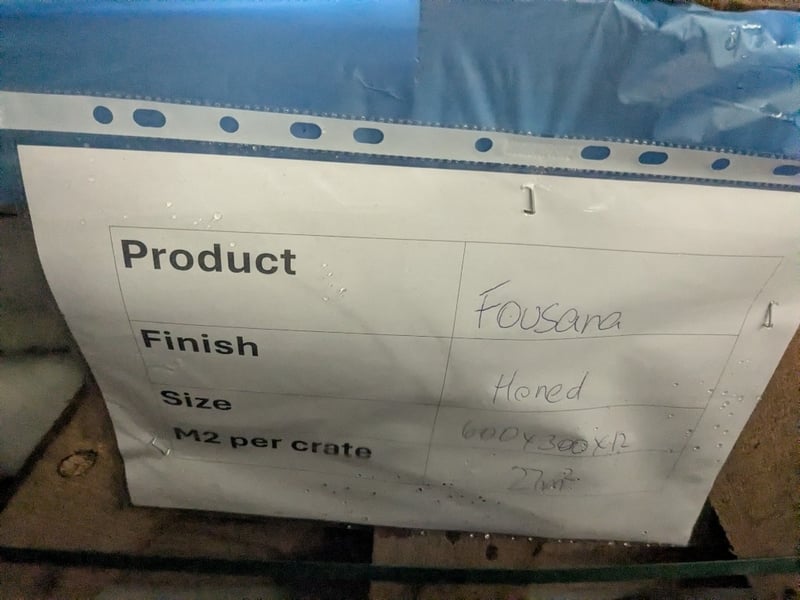 Product Fousana
Finish Honed
Size 600x300x12
M2 per crate 27m²